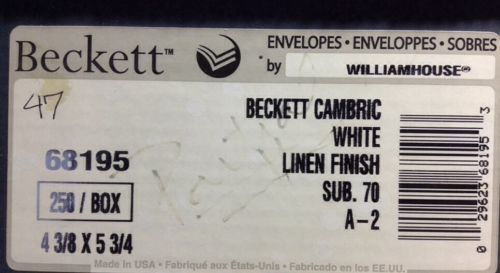 Beckett™
ENVELOPES • ENVELOPPES • SOBRES
by WILLIAMHOUSE
47
BECKETT CAMBRIC
WHITE
68195
LINEN FINISH
250 / BOX
SUB. 70
A-2
4 3/8 X 5 3/4
0 29623 68195 3
Made in USA • Fabriqué aux États-Unis • Fabricado en los EE.UU.